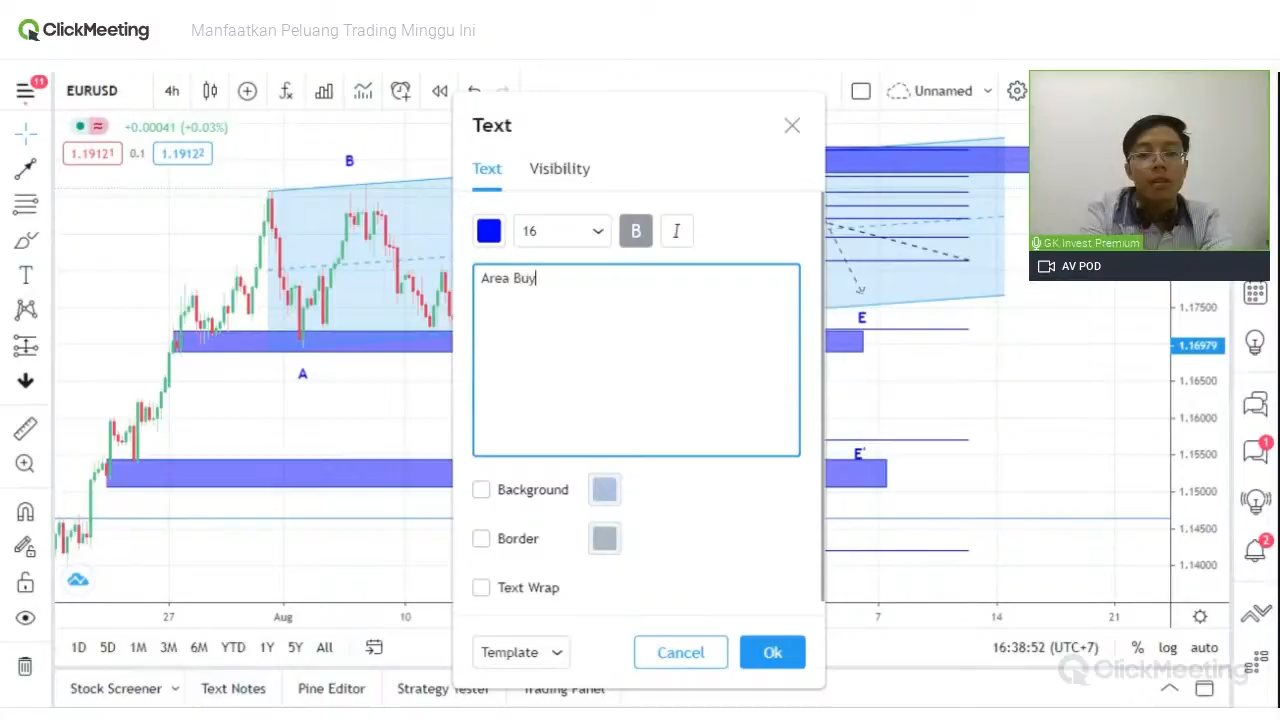 ClickMeeting
Manfaatkan Peluang Trading Minggu Ini
11
EURUSD
4h
Unnamed
+0.00041 (+0.03%)
1.19121
0.1
1.19122
B
A
E
E'
Text
Text
Visibility
16
B
I
Area Buy
Background
Border
Text Wrap
Template
Cancel
Ok
GK Invest Premium
AV POD
1.17500
1.16979
1.16500
1.16000
1.15500
1.15000
1.14500
1.14000
1
2
27
Aug
10
7
14
21
1D
5D
1M
3M
6M
YTD
1Y
5Y
All
16:38:52 (UTC+7)
%
log
auto
ClickMeeting
Stock Screener
Text Notes
Pine Editor
Strategy Tester
Trading Panel